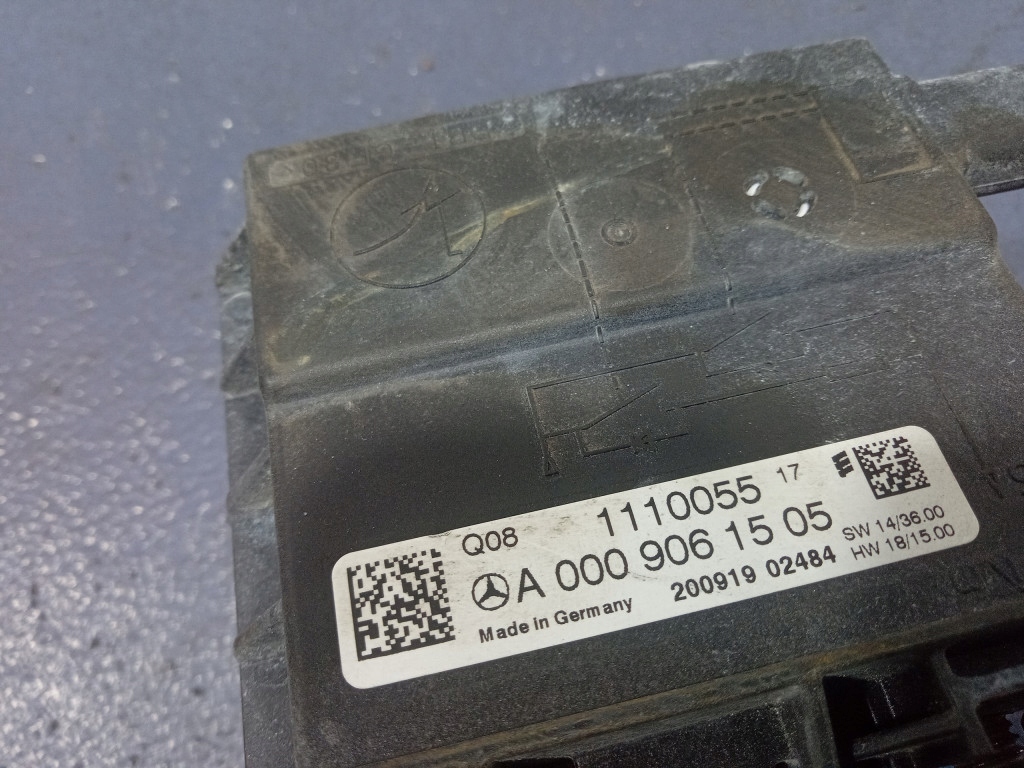 Q08 1110055 17
A 000 906 15 05
SW 14/36.00
HW 18/15.00
Made in Germany 200919 02484